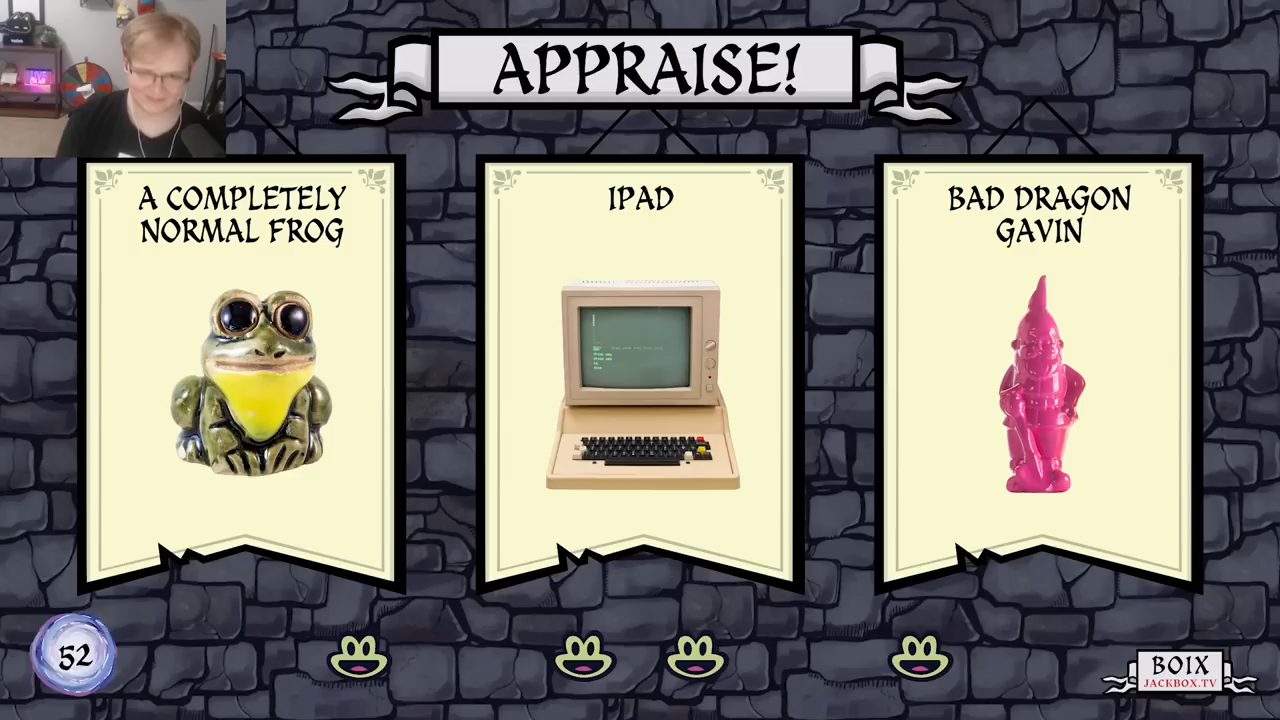 APPRAISE!
A COMPLETELY
NORMAL FROG
IPAD
BAD DRAGON
GAVIN
52
BOIX
JACKBOX.TV